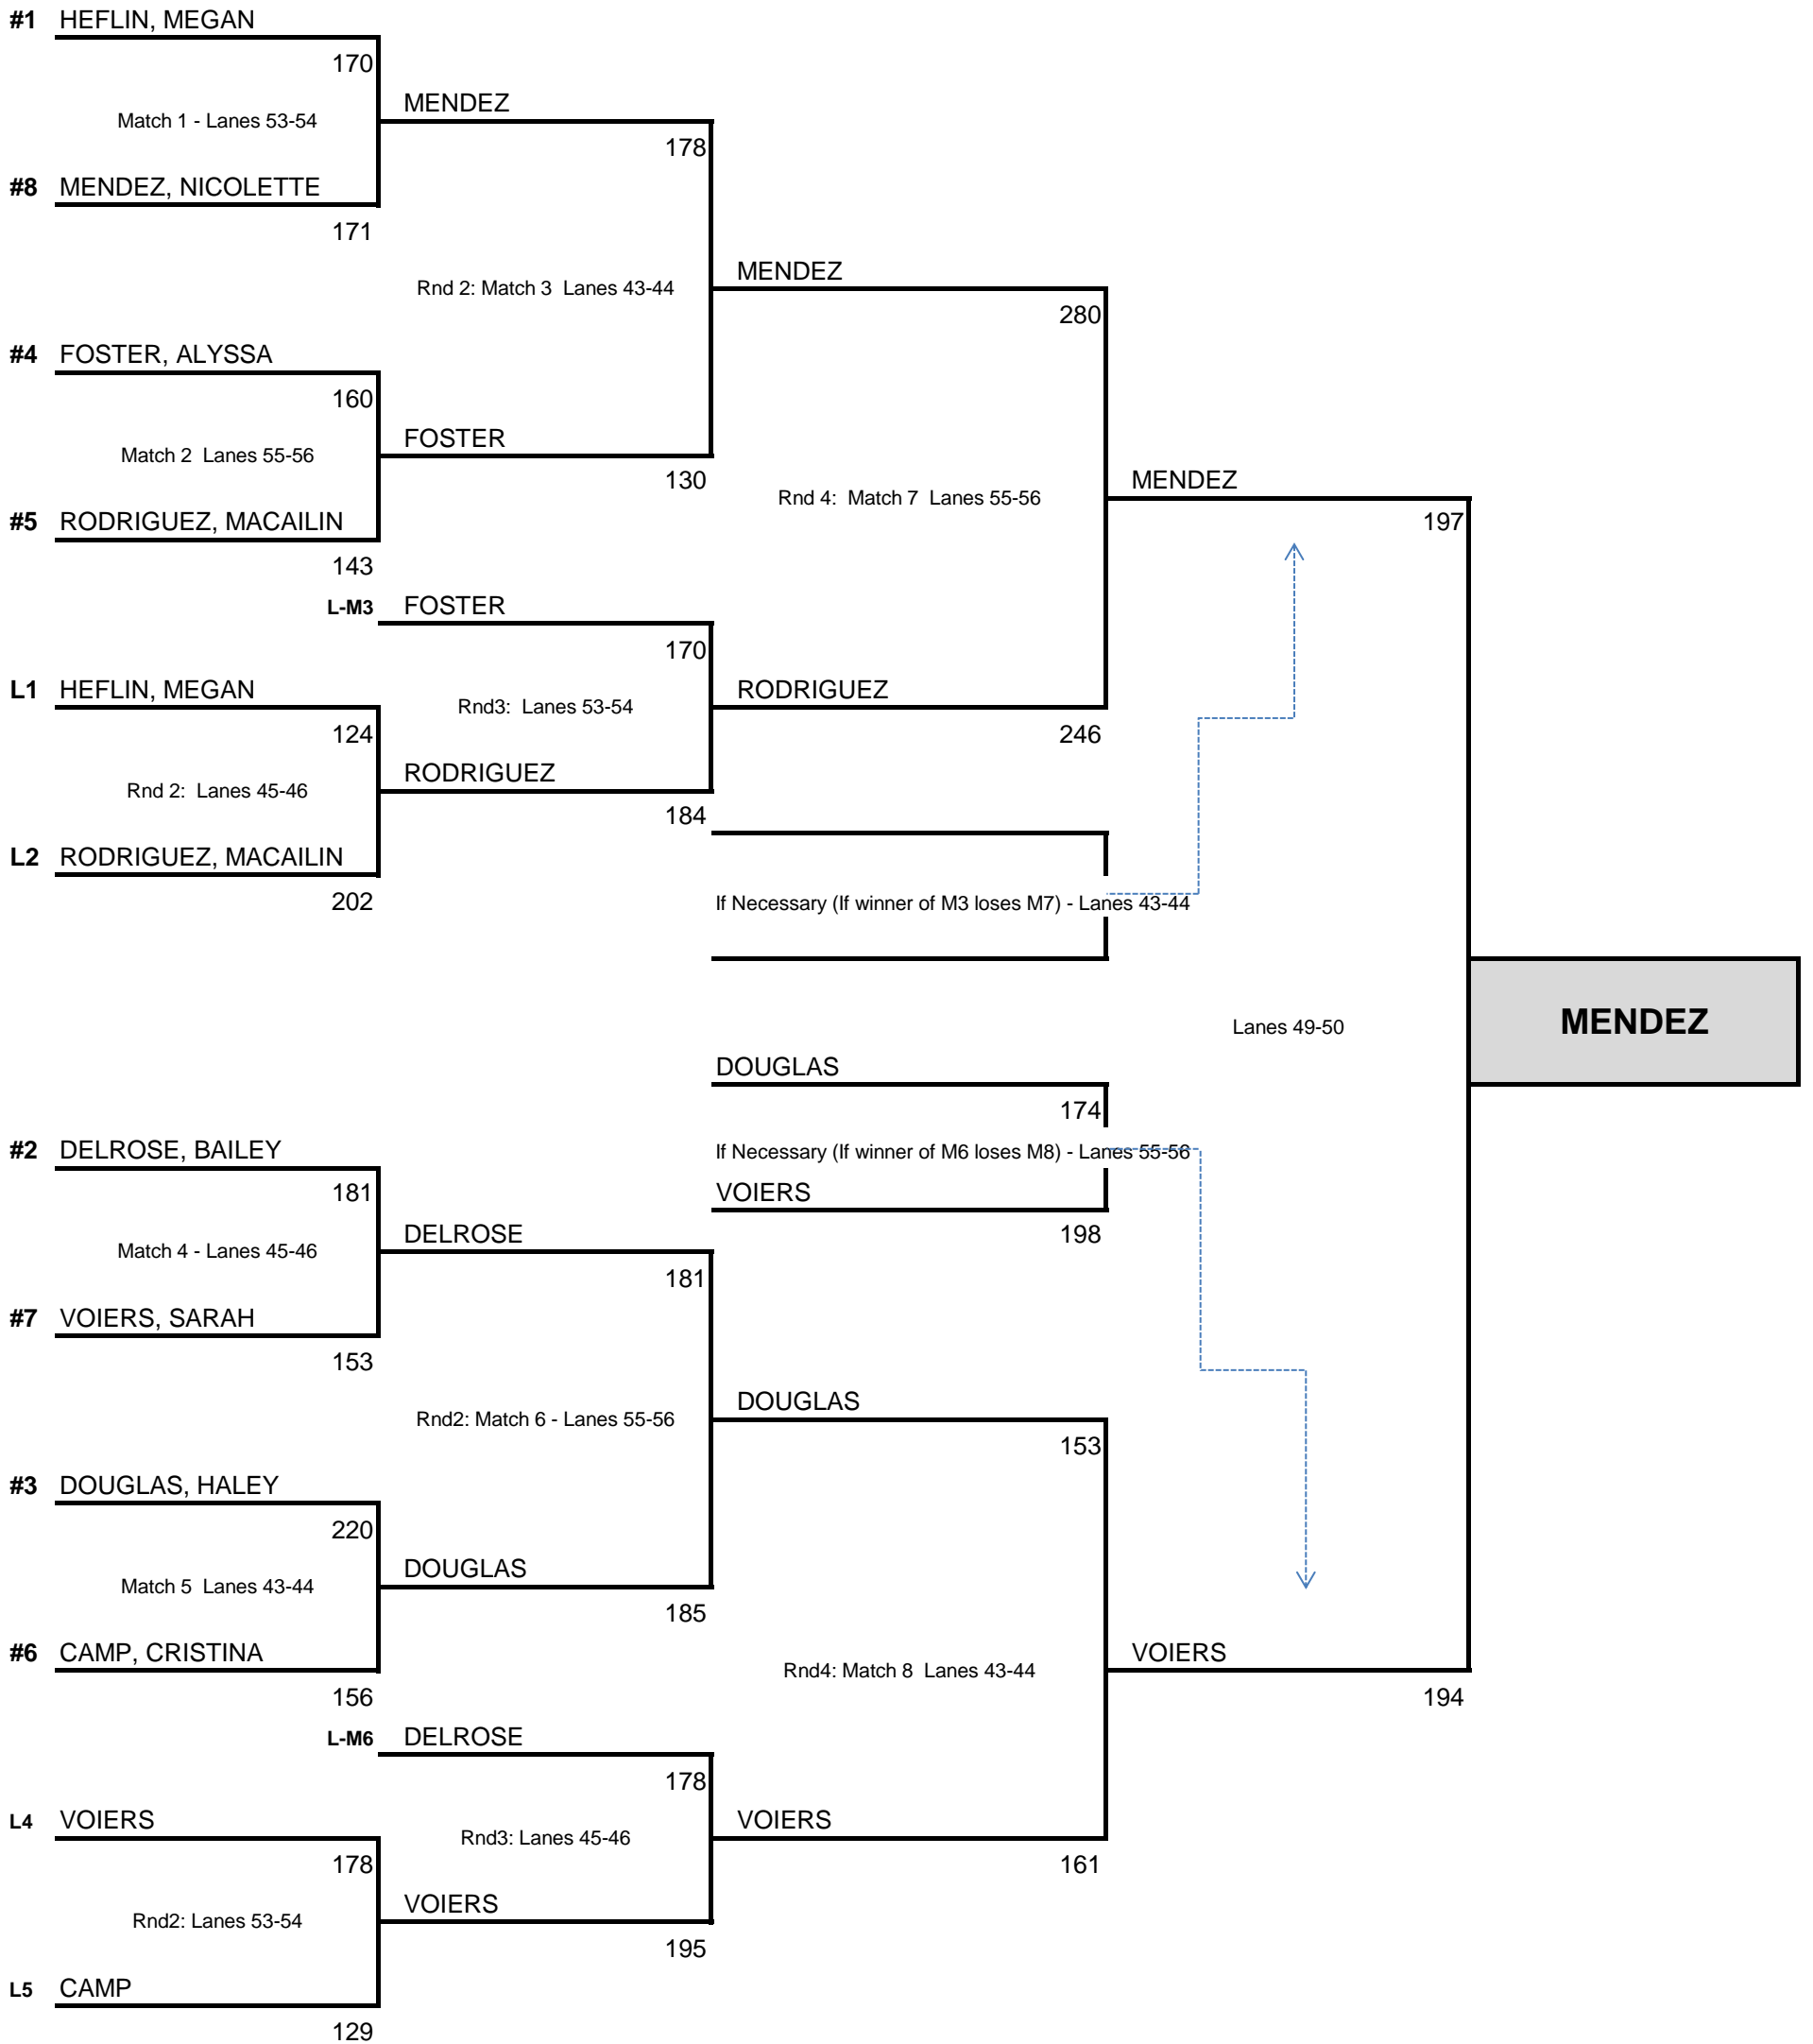 #1 HEFLIN, MEGAN
170
MENDEZ
Match 1 - Lanes 53-54
178
#8 MENDEZ, NICOLETTE
171
MENDEZ
Rnd 2: Match 3 Lanes 43-44
280
#4 FOSTER, ALYSSA
160
FOSTER
Match 2 Lanes 55-56
130
MENDEZ
Rnd 4: Match 7 Lanes 55-56
#5 RODRIGUEZ, MACAILIN
197
143
L-M3 FOSTER
170
L1 HEFLIN, MEGAN
RODRIGUEZ
Rnd3: Lanes 53-54
124
246
RODRIGUEZ
Rnd 2: Lanes 45-46
184
L2 RODRIGUEZ, MACAILIN
202
If Necessary (If winner of M3 loses M7) - Lanes 43-44
Lanes 49-50
MENDEZ
DOUGLAS
174
#2 DELROSE, BAILEY
If Necessary (If winner of M6 loses M8) - Lanes 55-56
181
VOIERS
DELROSE
198
Match 4 - Lanes 45-46
181
#7 VOIERS, SARAH
153
DOUGLAS
Rnd2: Match 6 - Lanes 55-56
153
#3 DOUGLAS, HALEY
220
DOUGLAS
Match 5 Lanes 43-44
185
#6 CAMP, CRISTINA
VOIERS
Rnd4: Match 8 Lanes 43-44
156
194
L-M6 DELROSE
178
L4 VOIERS
VOIERS
Rnd3: Lanes 45-46
178
161
VOIERS
Rnd2: Lanes 53-54
195
L5 CAMP
129